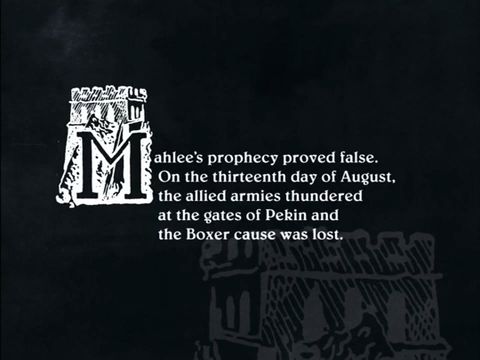 Mahlee's prophecy proved false.
On the thirteenth day of August,
the allied armies thundered
at the gates of Pekin and
the Boxer cause was lost.